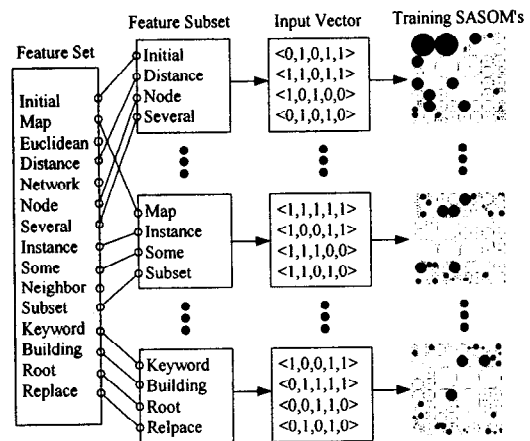 Feature Set
Initial
Map
Euclidean
Distance
Network
Node
Several
Instance
Some
Neighbor
Subset
Keyword
Building
Root
Replace
Feature Subset
Initial
Distance
Node
Several
Map
Instance
Some
Subset
Keyword
Building
Root
Relpace
Input Vector
<0,1,0,1,1>
<1,1,0,1,1>
<1,0,1,0,0>
<0,1,0,1,0>
<1,1,1,1,1>
<1,0,0,1,1>
<1,1,1,0,0>
<1,1,0,1,0>
<1,0,0,1,1>
<0,1,1,1,1>
<0,0,1,1,0>
<0,1,0,1,0>
Training SASOM's